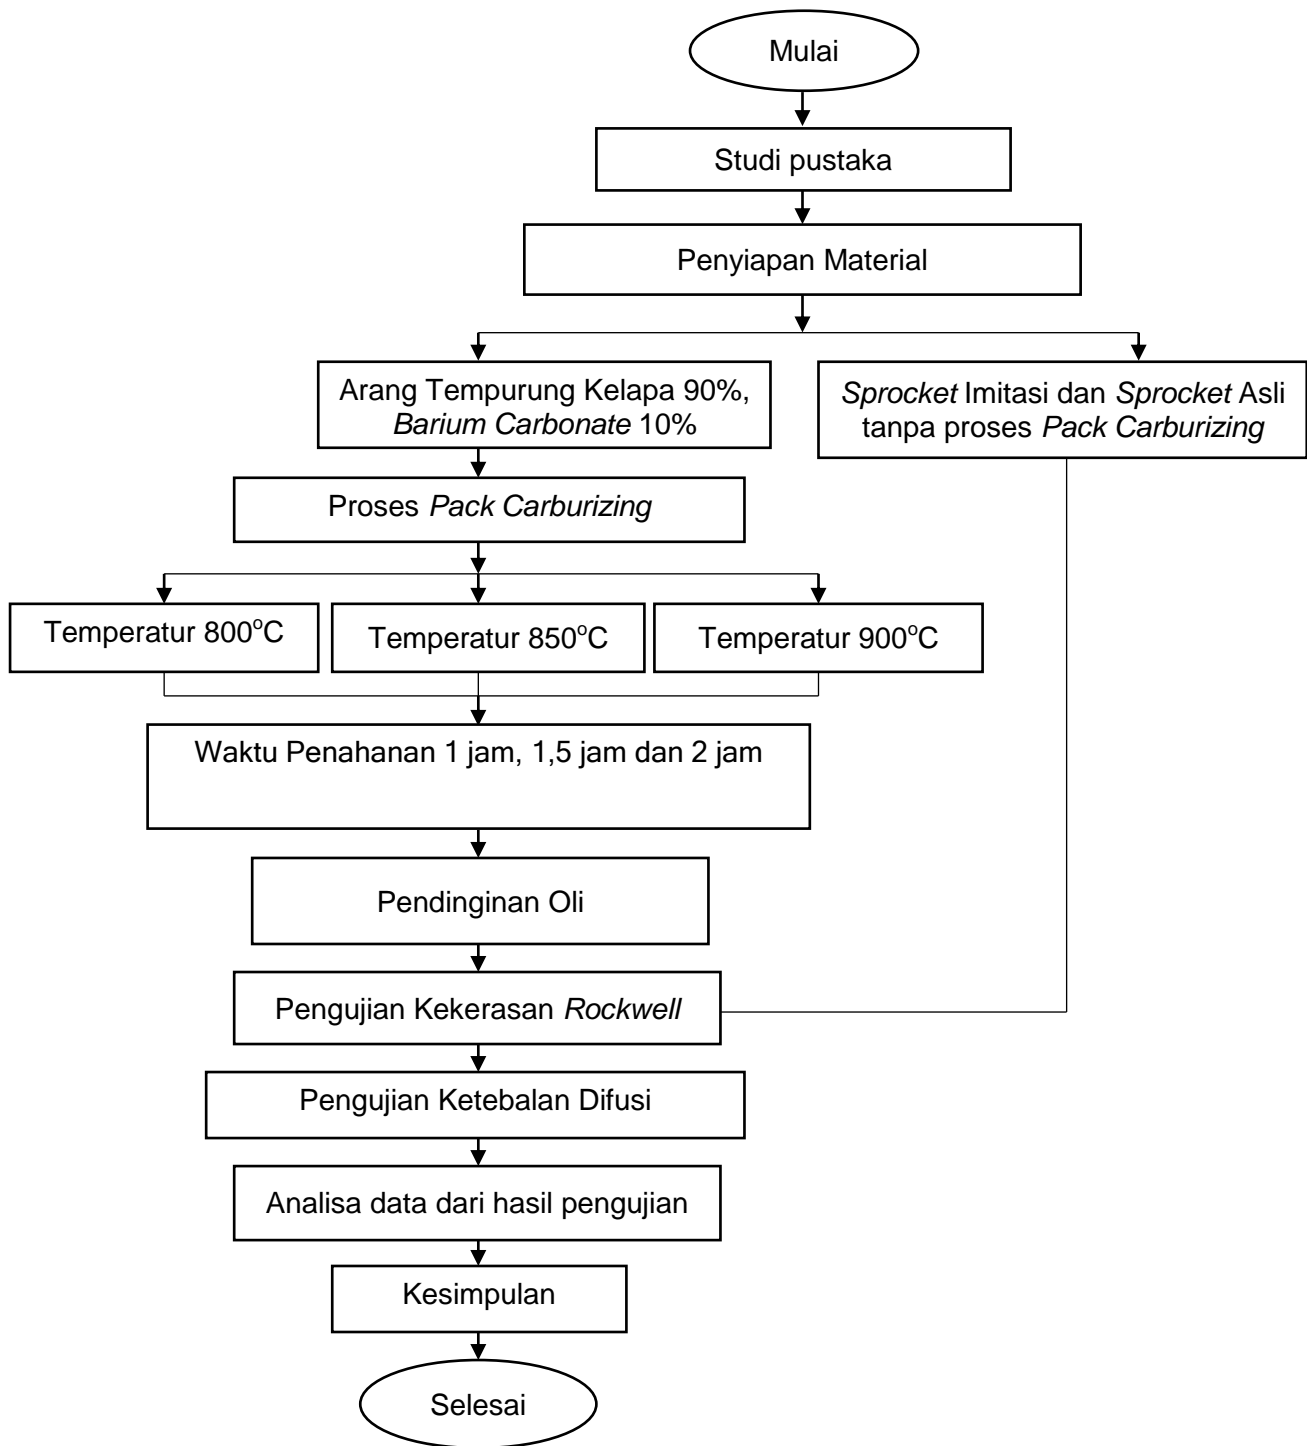 Mulai
Studi pustaka
Penyiapan Material
Arang Tempurung Kelapa 90%,
Barium Carbonate 10%
Sprocket Imitasi dan Sprocket Asli
tanpa proses Pack Carburizing
Proses Pack Carburizing
Temperatur 800°C
Temperatur 850°C
Temperatur 900°C
Waktu Penahanan 1 jam, 1,5 jam dan 2 jam
Pendinginan Oli
Pengujian Kekerasan Rockwell
Pengujian Ketebalan Difusi
Analisa data dari hasil pengujian
Kesimpulan
Selesai